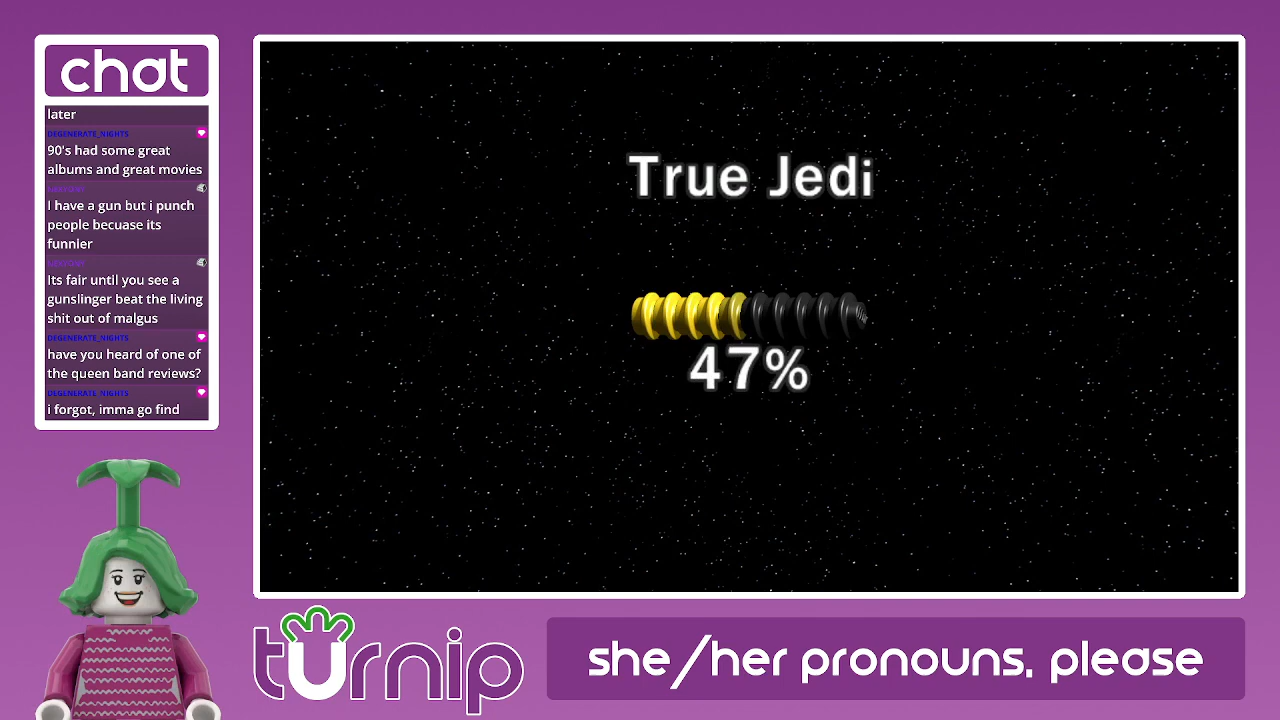 chat
later
DEGENERATE_NIGHTS
90's had some great
albums and great movies
I have a gun but i punch
people becuase its
funnier
Its fair until you see a
gunslinger beat the living
shit out of malgus
DEGENERATE_NIGHTS
have you heard of one of
the queen band reviews?
DEGENERATE_NIGHTS
i forgot, imma go find
True Jedi
47%
turnip
she/her pronouns, please